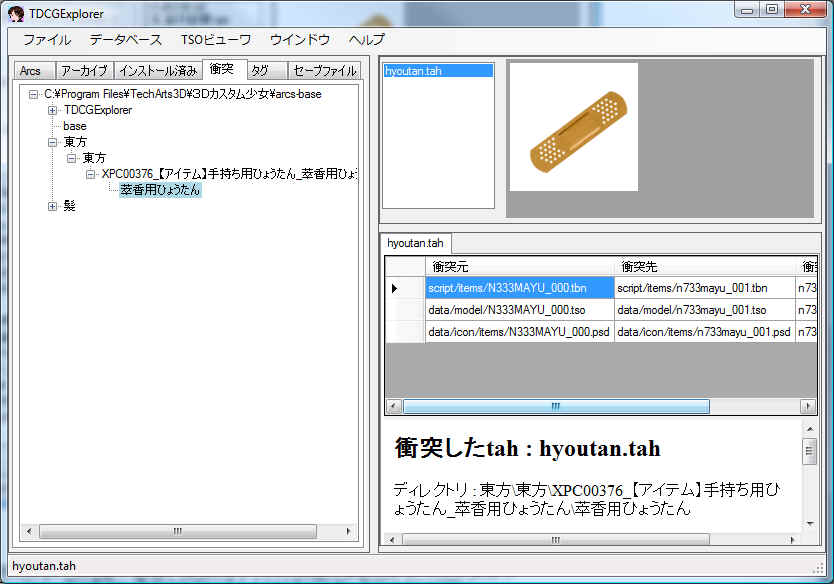 TDCGExplorer
ファイル データベース TSOビューワ ウインドウ ヘルプ
Arcs アーカイブ インストール済み 衝突 タグ セーブファイル
C:¥Program Files¥TechArts3D¥3Dカスタム少女¥arcs-base
TDCGExplorer
base
東方
東方
XPC00376_【アイテム】手持ち用ひょうたん_萃香用ひょ
萃香用ひょうたん
髪
hyoutan.tah
hyoutan.tah
衝突元 衝突先 衝
script/items/N333MAYU_000.tbn script/items/n733mayu_001.tbn n73
data/model/N333MAYU_000.tso data/model/n733mayu_001.tso n73
data/icon/items/N333MAYU_000.psd data/icon/items/n733mayu_001.psd n73
衝突したtah : hyoutan.tah
ディレクトリ : 東方\東方\XPC00376_【アイテム】手持ち用ひ
ょうたん_萃香用ひょうたん\萃香用ひょうたん
hyoutan.tah